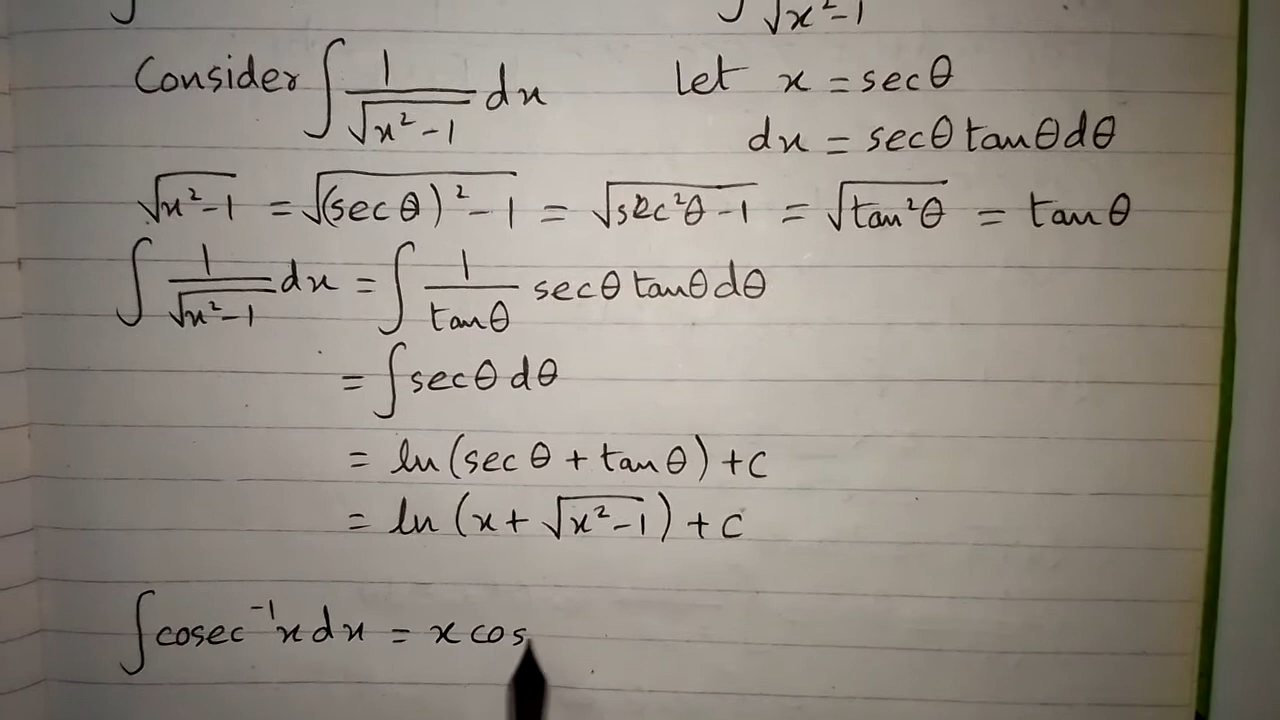 ∫ √x²-1
Consider ∫ 1/√x²-1 dx Let x = secθ
dx = secθ tanθ dθ
√x²-1 = √(secθ)²-1 = √sec²θ-1 = √tan²θ = tanθ
∫ 1/√x²-1 dx = ∫ 1/tanθ secθ tanθ dθ
= ∫ secθ dθ
= ln(secθ + tanθ) + c
= ln(x + √x²-1) + c
∫ cosec⁻¹x dx = x cos